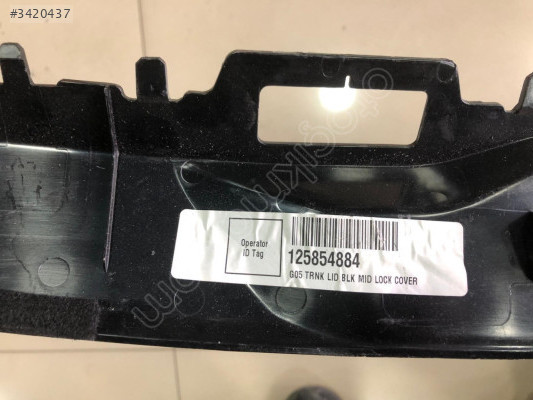 #3420437
Operator
ID Tag
125854884
G05 TRNK LID BLK MID LOCK COVER